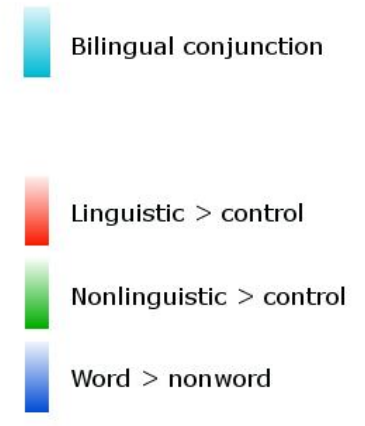 Bilingual conjunction
Linguistic > control
Nonlinguistic > control
Word > nonword